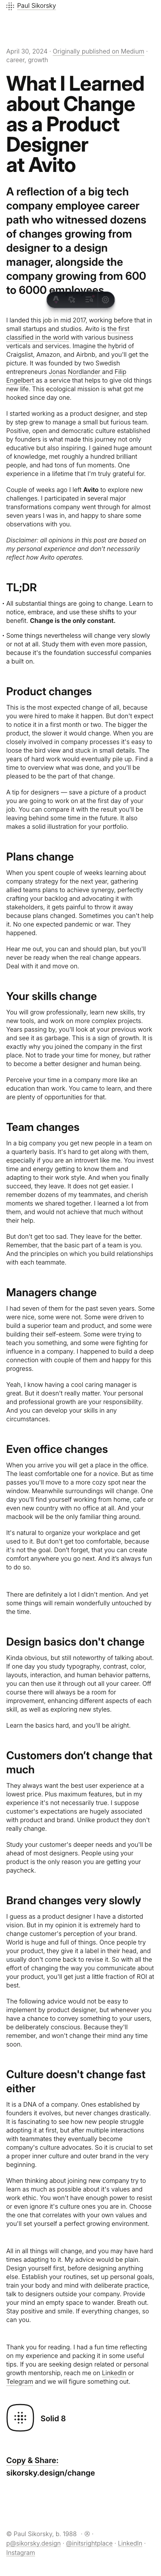 Paul Sikorsky
April 30, 2024 · Originally published on Medium ·
career, growth
What I Learned
about Change
as a Product
Designer
at Avito
A reflection of a big tech
company employee career
path who witnessed dozens
of changes growing from
designer to a design
manager, alongside the
company growing from 600
to 6000 employees
I landed this job in mid 2017, working before that in
small startups and studios. Avito is the first
classified in the world with various business
verticals and services. Imagine the hybrid of
Craigslist, Amazon, and Airbnb, and you'll get the
picture. It was founded by two Swedish
entrepreneurs Jonas Nordlander and Filip
Engelbert as a service that helps to give old things
new life. This ecological mission is what got me
hooked since day one.
I started working as a product designer, and step
by step grew to manage a small but furious team.
Positive, open and democratic culture established
by founders is what made this journey not only
educative but also inspiring. I gained huge amount
of knowledge, met roughly a hundred brilliant
people, and had tons of fun moments. One
experience in a lifetime that I'm truly grateful for.
Couple of weeks ago I left Avito to explore new
challenges. I participated in several major
transformations company went through for almost
seven years I was in, and happy to share some
observations with you.
Disclaimer: all opinions in this post are based on
my personal experience and don't necessarily
reflect how Avito operates.
TL;DR
· All substantial things are going to change. Learn to
notice, embrace, and use these shifts to your
benefit. Change is the only constant.
· Some things nevertheless will change very slowly
or not at all. Study them with even more passion,
because it's the foundation successful companies
a built on.
Product changes
This is the most expected change of all, because
you were hired to make it happen. But don't expect
to notice it in a first month or two. The bigger the
product, the slower it would change. When you are
closely involved in company processes it's easy to
loose the bird view and stuck in small details. The
years of hard work would eventually pile up. Find a
time to overview what was done, and you'll be
pleased to be the part of that change.
A tip for designers — save a picture of a product
you are going to work on at the first day of your
job. You can compare it with the result you'll be
leaving behind some time in the future. It also
makes a solid illustration for your portfolio.
Plans change
When you spent couple of weeks learning about
company strategy for the next year, gathering
allied teams plans to achieve synergy, perfectly
crafting your backlog and advocating it with
stakeholders, it gets painful to throw it away
because plans changed. Sometimes you can't help
it. No one expected pandemic or war. They
happened.
Hear me out, you can and should plan, but you'll
never be ready when the real change appears.
Deal with it and move on.
Your skills change
You will grow professionally, learn new skills, try
new tools, and work on more complex projects.
Years passing by, you'll look at your previous work
and see it as garbage. This is a sign of growth. It is
exactly why you've joined the company in the first
place. Not to trade your time for money, but rather
to become a better designer and human being.
Perceive your time in a company more like an
education than work. You came to learn, and there
are plenty of opportunities for that.
Team changes
In a big company you get new people in a team on
a quarterly basis. It's hard to get along with them,
especially if you are an introvert like me. You invest
time and energy getting to know them and
adapting to their work style. And when you finally
succeed, they leave. It does not get easier. I
remember dozens of my teammates, and cherish
moments we shared together. I learned a lot from
them, and would not achieve that much without
their help.
But don't get too sad. They leave for the better.
Remember, that the basic part of a team is you.
And the principles on which you build relationships
with each teammate.
Managers change
I had seven of them for the past seven years. Some
were nice, some were not. Some were driven to
build a superior team and product, and some were
building their self-esteem. Some were trying to
teach you something, and some were fighting for
influence in a company. I happened to build a deep
connection with couple of them and happy for this
progress.
Yeah, I know having a cool caring manager is
great. But it doesn't really matter. Your personal
and professional growth are your responsibility.
And you can develop your skills in any
circumstances.
Even office changes
When you arrive you will get a place in the office.
The least comfortable one for a novice. But as time
passes you'll move to a more cozy spot near the
window. Meanwhile surroundings will change. One
day you'll find yourself working from home, cafe or
even new country with no office at all. And your
macbook will be the only familiar thing around.
It's natural to organize your workplace and get
used to it. But don't get too comfortable, because
it's not the goal. Don't forget, that you can create
comfort anywhere you go next. And it's always fun
to do so.
There are definitely a lot I didn't mention. And yet
some things will remain wonderfully untouched by
the time.
Design basics don't change
Kinda obvious, but still noteworthy of talking about.
If one day you study typography, contrast, color,
layouts, interaction, and human behavior patterns,
you can then use it through out all your career. Off
course there will always be a room for
improvement, enhancing different aspects of each
skill, as well as exploring new styles.
Learn the basics hard, and you'll be alright.
Customers don't change that
much
They always want the best user experience at a
lowest price. Plus maximum features, but in my
experience it's not necessarily true. I suppose
customer's expectations are hugely associated
with product and brand. Unlike product they don't
really change.
Study your customer's deeper needs and you'll be
ahead of most designers. People using your
product is the only reason you are getting your
paycheck.
Brand changes very slowly
I guess as a product designer I have a distorted
vision. But in my opinion it is extremely hard to
change customer's perception of your brand.
World is huge and full of things. Once people try
your product, they give it a label in their head, and
usually don't come back to revise it. So with all the
effort of changing the way you communicate about
your product, you'll get just a little fraction of ROI at
best.
The following advice would not be easy to
implement by product designer, but whenever you
have a chance to convey something to your users,
be deliberately conscious. Because they'll
remember, and won't change their mind any time
soon.
Culture doesn't change fast
either
It is a DNA of a company. Ones established by
founders it evolves, but never changes drastically.
It is fascinating to see how new people struggle
adopting it at first, but after multiple interactions
with teammates they eventually become
company's culture advocates. So it is crucial to set
a proper inner culture and outer brand in the very
beginning.
When thinking about joining new company try to
learn as much as possible about it's values and
work ethic. You won't have enough power to resist
or even ignore it's culture ones you are in. Choose
the one that correlates with your own values and
you'll set yourself a perfect growing environment.
All in all things will change, and you may have hard
times adapting to it. My advice would be plain.
Design yourself first, before designing anything
else. Establish your routines, set up personal goals,
train your body and mind with deliberate practice,
talk to designers outside your company. Provide
your mind an empty space to wander. Breath out.
Stay positive and smile. If everything changes, so
can you.
Thank you for reading. I had a fun time reflecting
on my experience and packing it in some useful
tips. If you are seeking design related or personal
growth mentorship, reach me on LinkedIn or
Telegram and we will figure something out.
Solid 8
Copy & Share:
sikorsky.design/change
© Paul Sikorsky, b. 1988 · ® ·
p@sikorsky.design · @initsrightplace · LinkedIn ·
Instagram